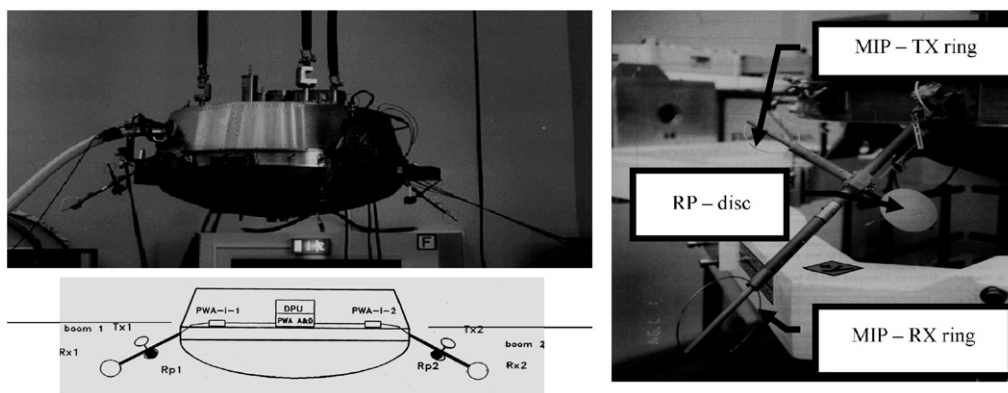 F
PWA-I-1
DPU
PWA-I-2
PWA A&D
boom 1
Tx1
Tx2
boom 2
Rx1
Rp1
Rp2
Rx2
MIP – TX ring
RP – disc
MIP – RX ring